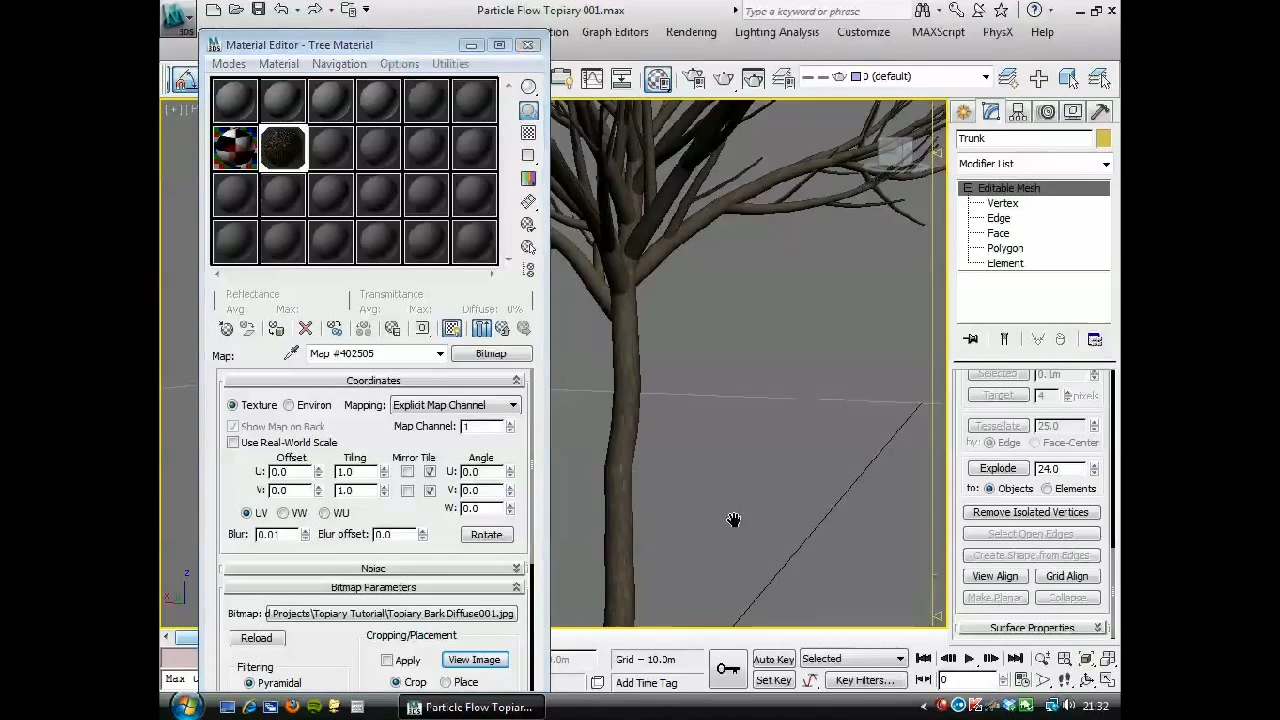 Particle Flow Topiary 001.max
Type a keyword or phrase
Graph Editors Rendering Lighting Analysis Customize MAXScript PhysX Help
Material Editor - Tree Material
Modes Material Navigation Options Utilities
0 (default)
Trunk
Modifier List
Editable Mesh
Vertex
Edge
Face
Polygon
Element
Reflectance Transmittance
Avg: Max: Avg: Max: Diffuse: 0%
Map: Map #402505 Bitmap
Coordinates
Texture Environ Mapping: Explicit Map Channel
Show Map on Back Map Channel: 1
Use Real-World Scale
Offset Tiling Mirror Tile Angle
U: 0.0 1.0 U: 0.0
V: 0.0 1.0 V: 0.0
W: 0.0
UV VW WU
Blur: 0.01 Blur offset: 0.0 Rotate
Noise
Bitmap Parameters
Bitmap: d Projects\Topiary Tutorial\Topiary Bark Diffuse001.jpg
Reload Cropping/Placement
Apply View Image
Filtering
Pyramidal Crop Place
Selected 0.1m
Target 4 pixels
Tessellate 25.0
by: Edge Face-Center
Explode 24.0
to: Objects Elements
Remove Isolated Vertices
Select Open Edges
Create Shape from Edges
View Align Grid Align
Make Planar Collapse
Surface Properties
Grid = 10.0m
Add Time Tag
Auto Key Selected
Set Key Key Filters...
0
Max
Particle Flow Topiar...
21:32